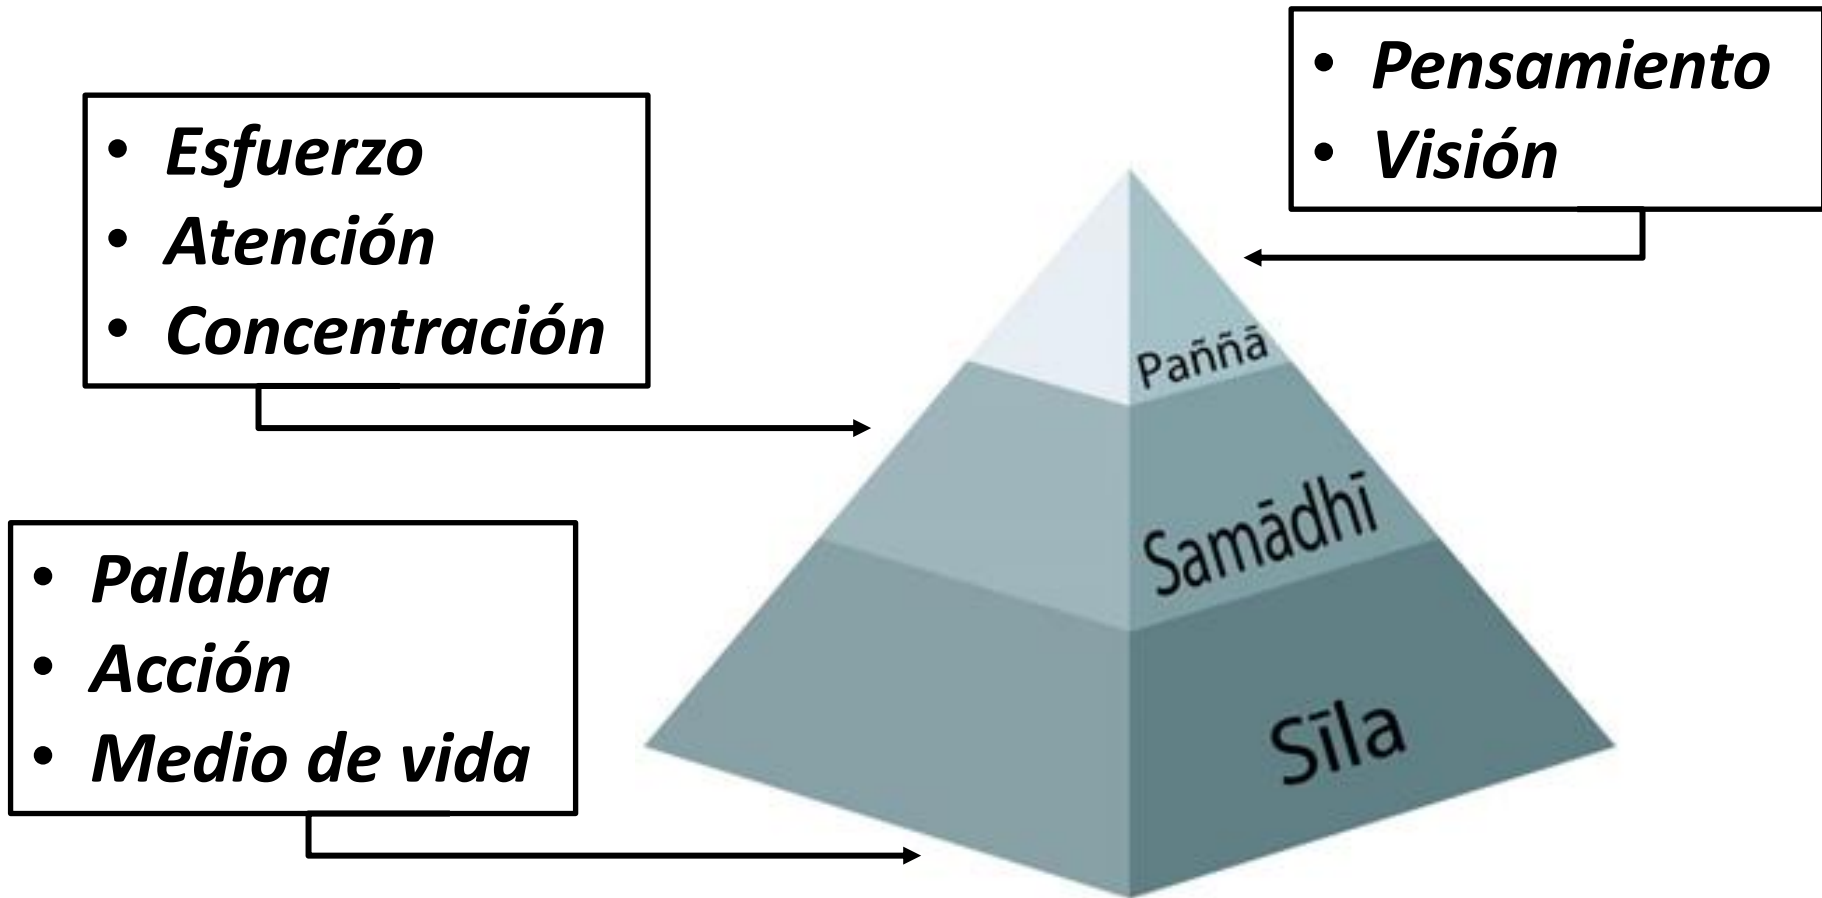 • Pensamiento
• Visión
• Esfuerzo
• Atención
• Concentración
Paññā
Samādhī
• Palabra
• Acción
• Medio de vida
Sīla